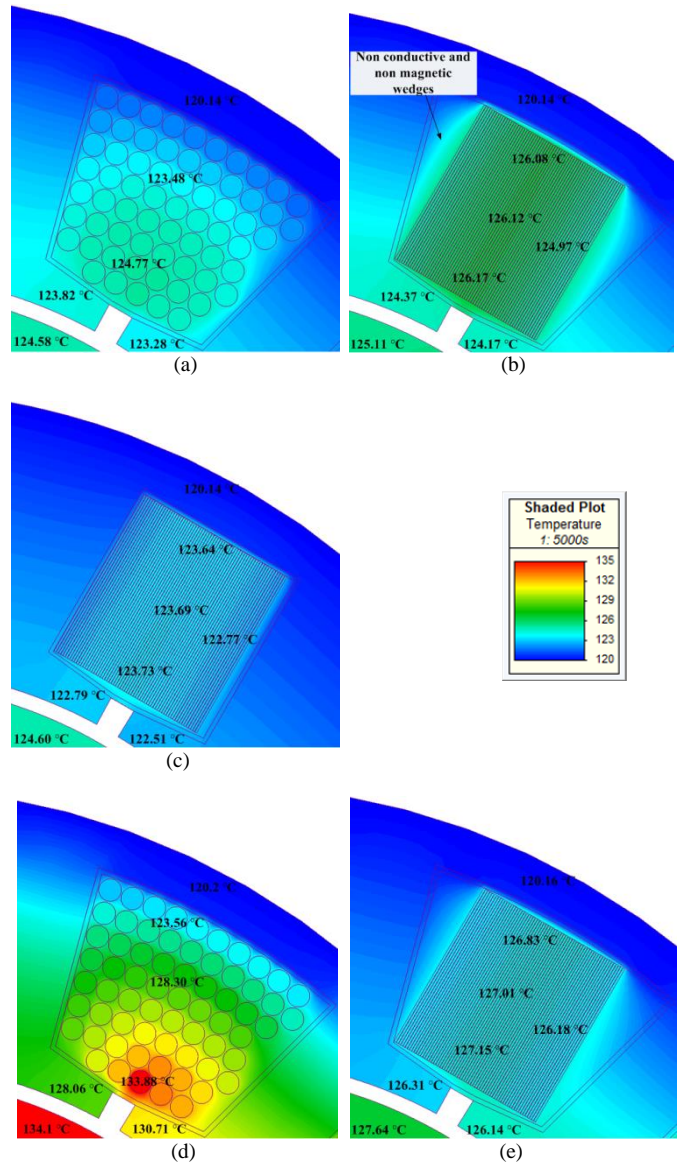 120.14 °C
123.48 °C
124.77 °C
123.82 °C
124.58 °C
123.28 °C
(a)
Non conductive and
non magnetic
wedges
120.14 °C
126.08 °C
126.12 °C
124.97 °C
126.17 °C
124.37 °C
125.11 °C
124.17 °C
(b)
120.14 °C
123.64 °C
123.69 °C
122.77 °C
123.73 °C
122.79 °C
124.60 °C
122.51 °C
(c)
Shaded Plot
Temperature
1: 5000s
135
132
129
126
123
120
120.2 °C
123.56 °C
128.30 °C
133.88 °C
128.06 °C
134.1 °C
130.71 °C
(d)
120.16 °C
126.83 °C
127.01 °C
126.18 °C
127.15 °C
126.31 °C
127.64 °C
126.14 °C
(e)